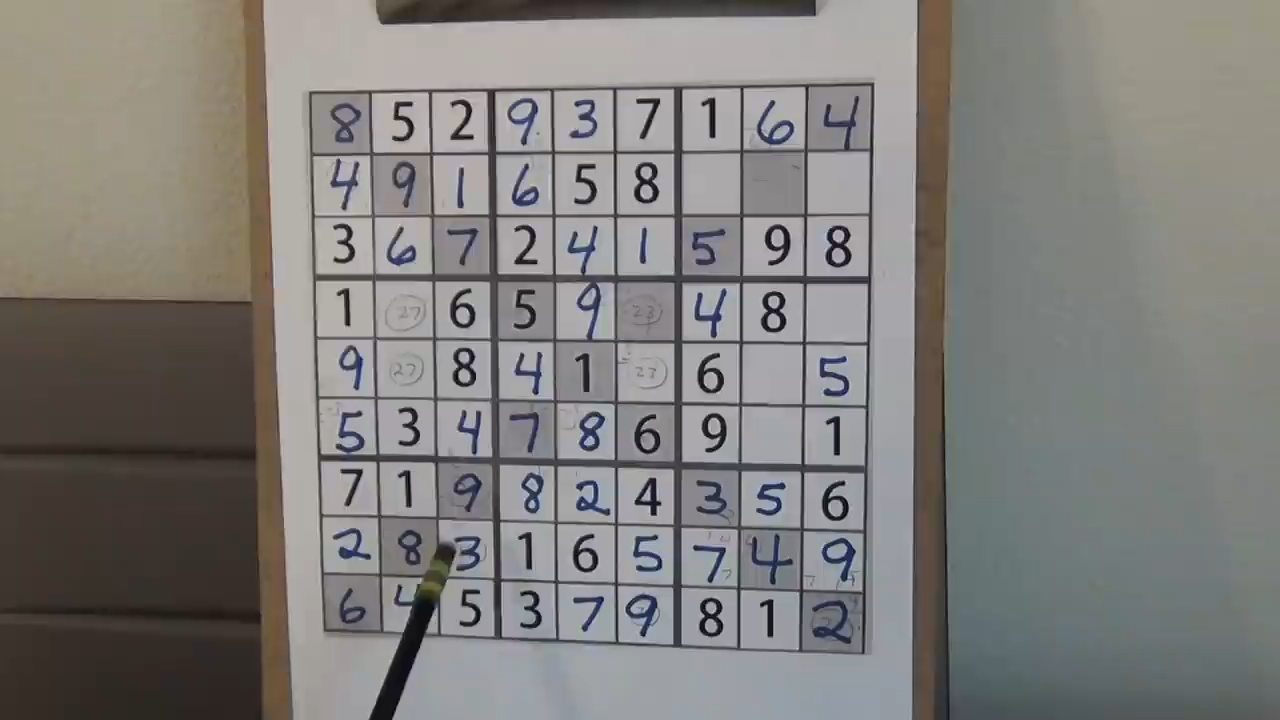 8 5 2 9 3 7 1 6 4
4 9 1 6 5 8
3 6 7 2 4 1 5 9 8
1 27 6 5 9 23 4 8
9 27 8 4 1 27 6 5
5 3 4 7 8 6 9 1
7 1 9 8 2 4 3 5 6
2 8 3 1 6 5 7 4 9
6 4 5 3 7 9 8 1 2